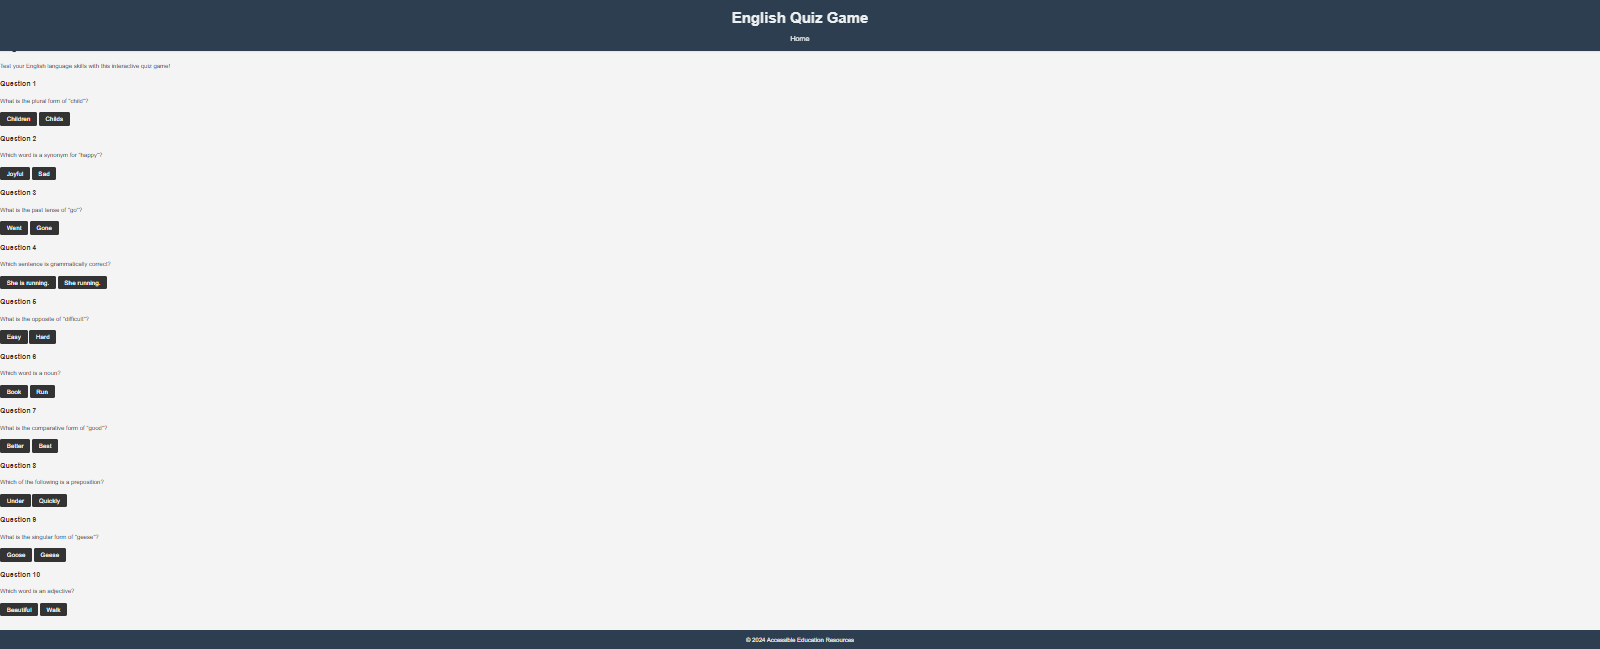 English Quiz Game
Home
Test your English language skills with this interactive quiz game!
Question 1
What is the plural form of "child"?
Children Childs
Question 2
Which word is a synonym for "happy"?
Joyful Sad
Question 3
What is the past tense of "go"?
Went Gone
Question 4
Which sentence is grammatically correct?
She is running. She running.
Question 5
What is the opposite of "difficult"?
Easy Hard
Question 6
Which word is a noun?
Book Run
Question 7
What is the comparative form of "good"?
Better Best
Question 8
Which of the following is a preposition?
Under Quickly
Question 9
What is the singular form of "geese"?
Goose Geese
Question 10
Which word is an adjective?
Beautiful Walk
© 2024 Accessible Education Resources